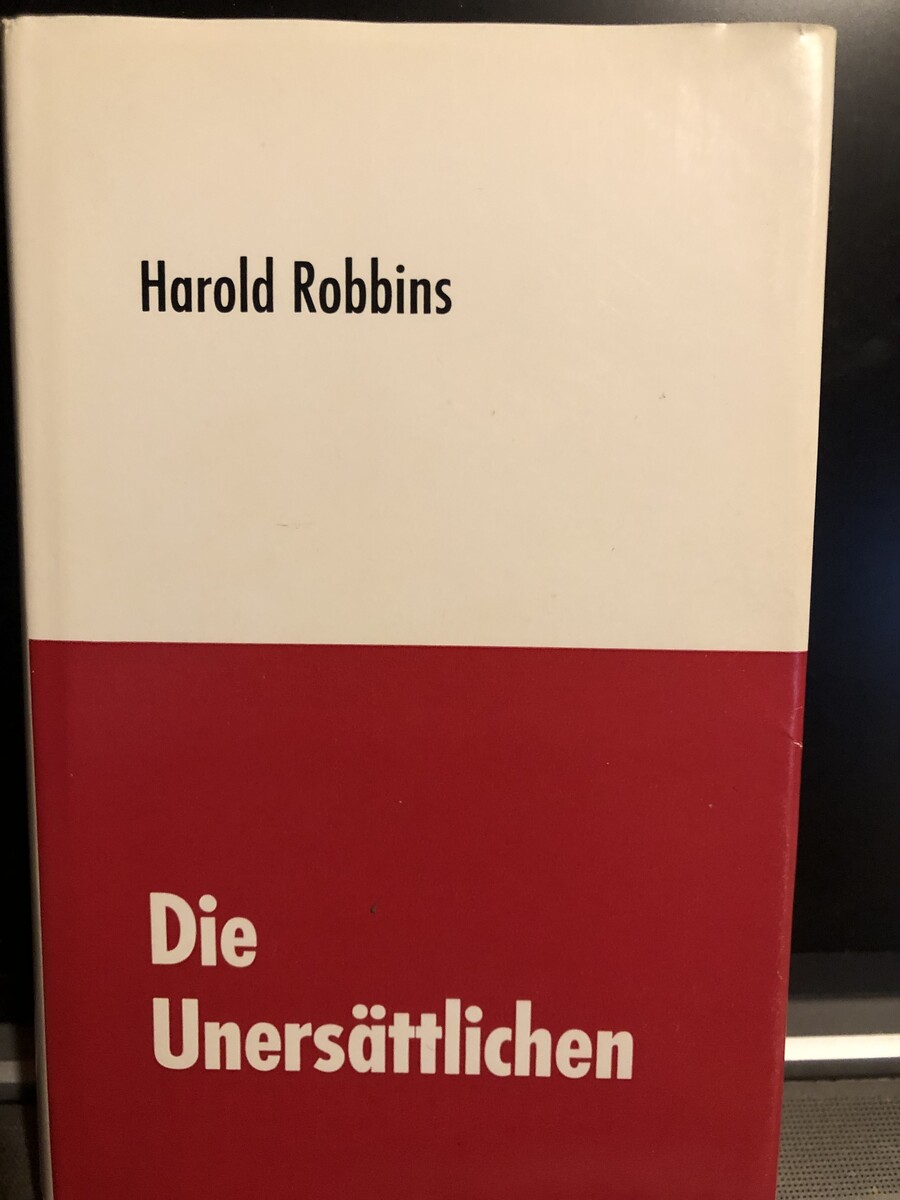 Harold Robbins
Die
Unersättlichen